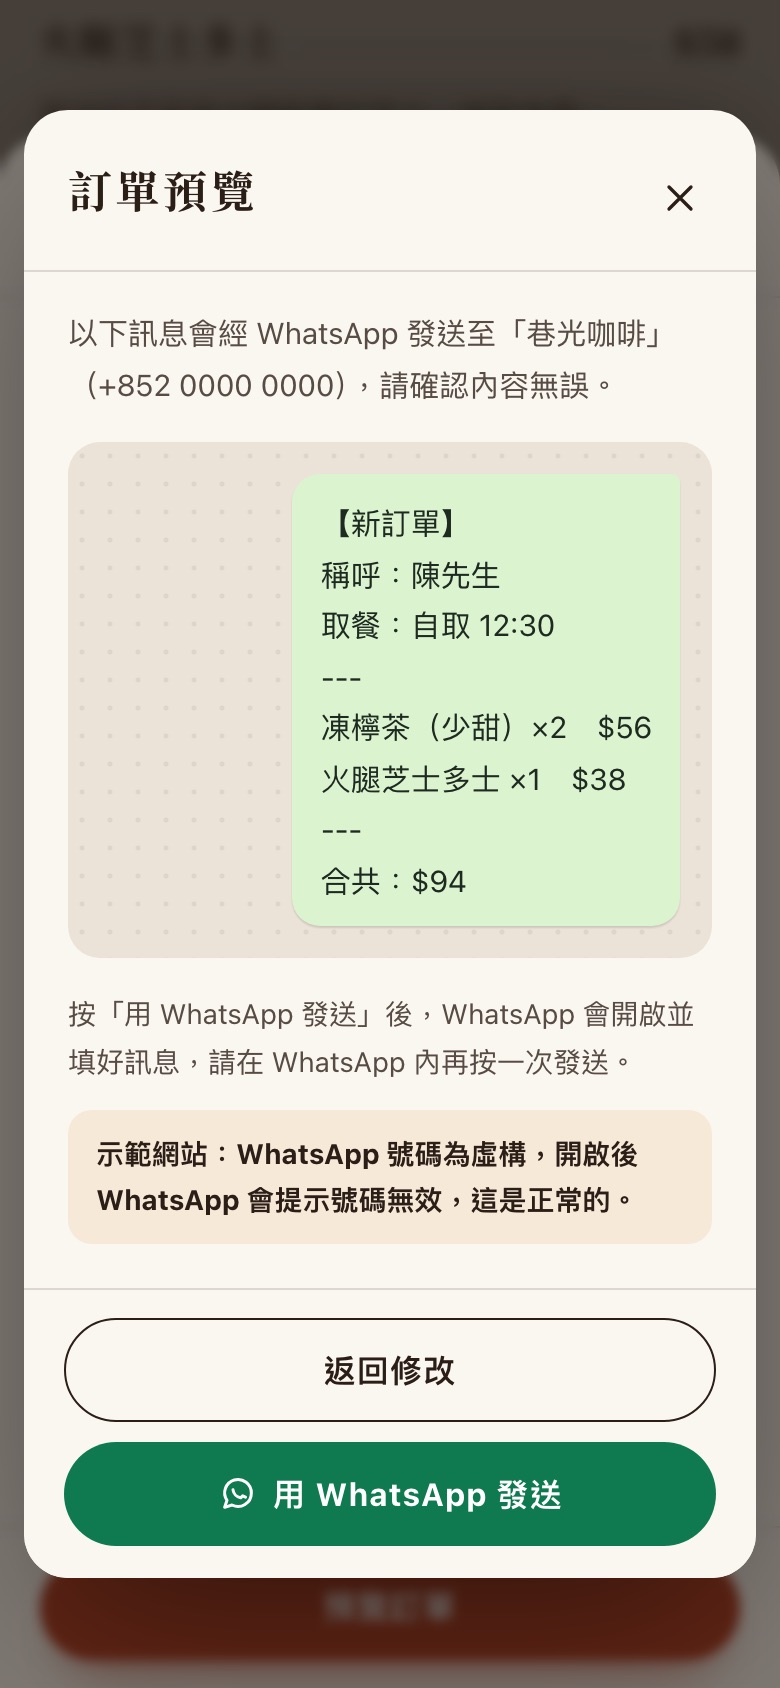 訂單預覽
以下訊息會經 WhatsApp 發送至「巷光咖啡」
（+852 0000 0000），請確認內容無誤。
【新訂單】
稱呼：陳先生
取餐：自取 12:30
---
凍檸茶（少甜）×2　$56
火腿芝士多士 ×1　$38
---
合共：$94
按「用 WhatsApp 發送」後，WhatsApp 會開啟並
填好訊息，請在 WhatsApp 內再按一次發送。
示範網站：WhatsApp 號碼為虛構，開啟後
WhatsApp 會提示號碼無效，這是正常的。
返回修改
用 WhatsApp 發送